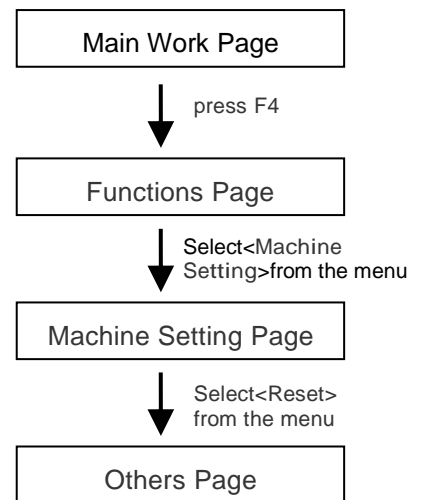 Main Work Page
press F4
Functions Page
Select<Machine
Setting>from the menu
Machine Setting Page
Select<Reset>
from the menu
Others Page